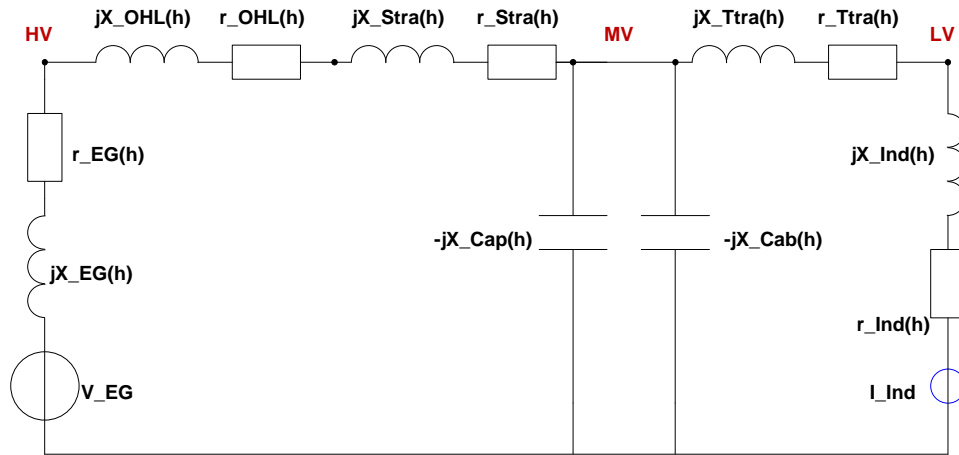 jX_OHL(h) r_OHL(h) jX_Stra(h) r_Stra(h) jX_Ttra(h) r_Ttra(h)
HV MV LV
r_EG(h) jX_Ind(h)
-jX_Cap(h) -jX_Cab(h)
jX_EG(h)
r_Ind(h)
V_EG I_Ind